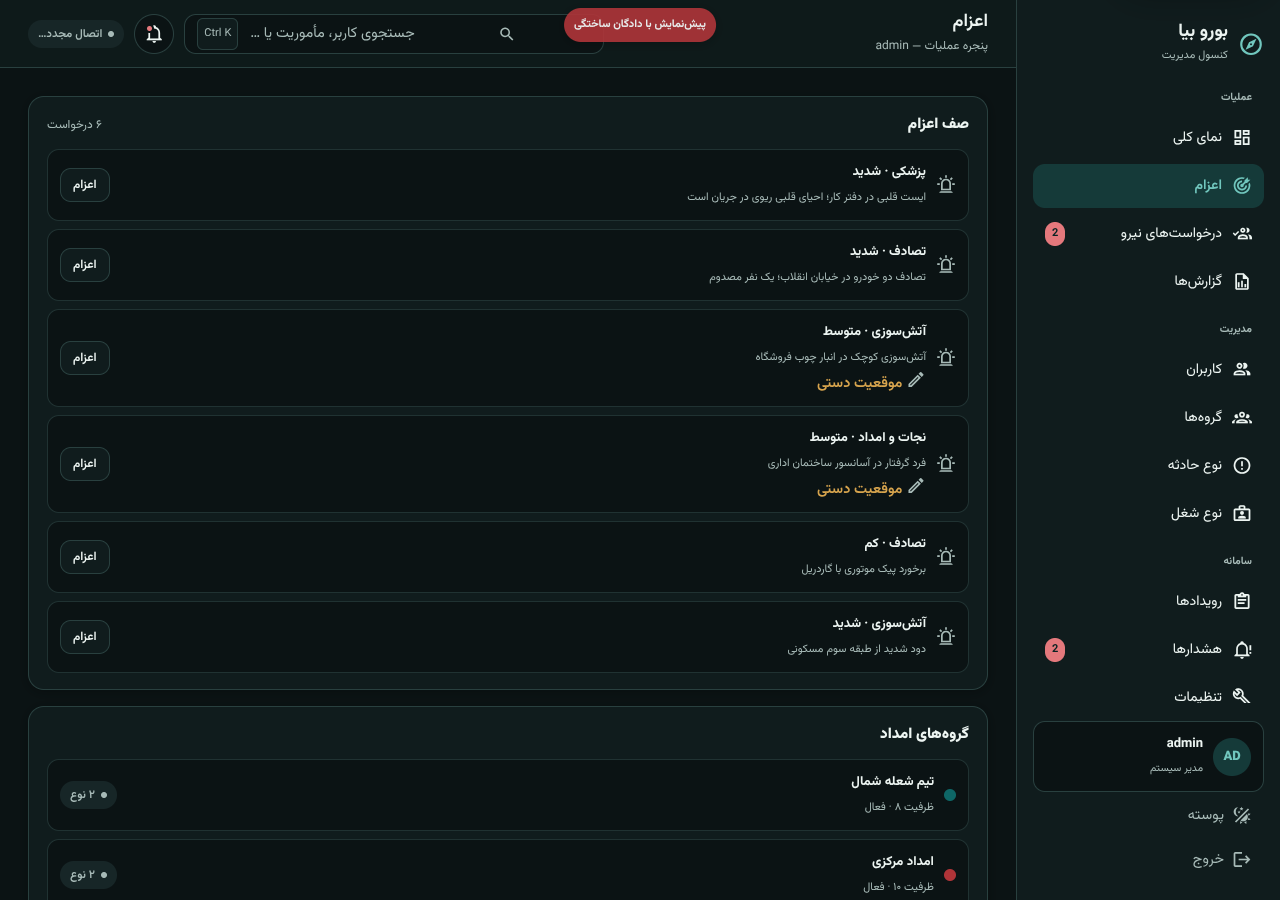 بورو بیا
کنسول مدیریت
عملیات
نمای کلی
اعزام
درخواست‌های نیرو
2
گزارش‌ها
مدیریت
کاربران
گروه‌ها
نوع حادثه
نوع شغل
سامانه
رویدادها
هشدارها
2
تنظیمات
AD
admin
مدیر سیستم
پوسته
خروج
اعزام
پنجره عملیات — admin
پیش‌نمایش با دادگان ساختگی
جستجوی کاربر، مأموریت یا ...
Ctrl K
اتصال مجدد...
صف اعزام
۶ درخواست
پزشکی · شدید
ایست قلبی در دفتر کار؛ احیای قلبی ریوی در جریان است
اعزام
تصادف · شدید
تصادف دو خودرو در خیابان انقلاب؛ یک نفر مصدوم
اعزام
آتش‌سوزی · متوسط
آتش‌سوزی کوچک در انبار چوب فروشگاه
موقعیت دستی
اعزام
نجات و امداد · متوسط
فرد گرفتار در آسانسور ساختمان اداری
موقعیت دستی
اعزام
تصادف · کم
برخورد پیک موتوری با گاردریل
اعزام
آتش‌سوزی · شدید
دود شدید از طبقه سوم مسکونی
اعزام
گروه‌های امداد
تیم شعله شمال
ظرفیت ۸ · فعال
۲ نوع
امداد مرکزی
ظرفیت ۱۰ · فعال
۲ نوع